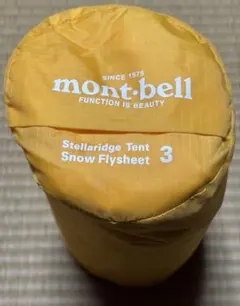 SINCE 1975
mont-bell
FUNCTION IS BEAUTY
Stellaridge Tent
Snow Flysheet 3